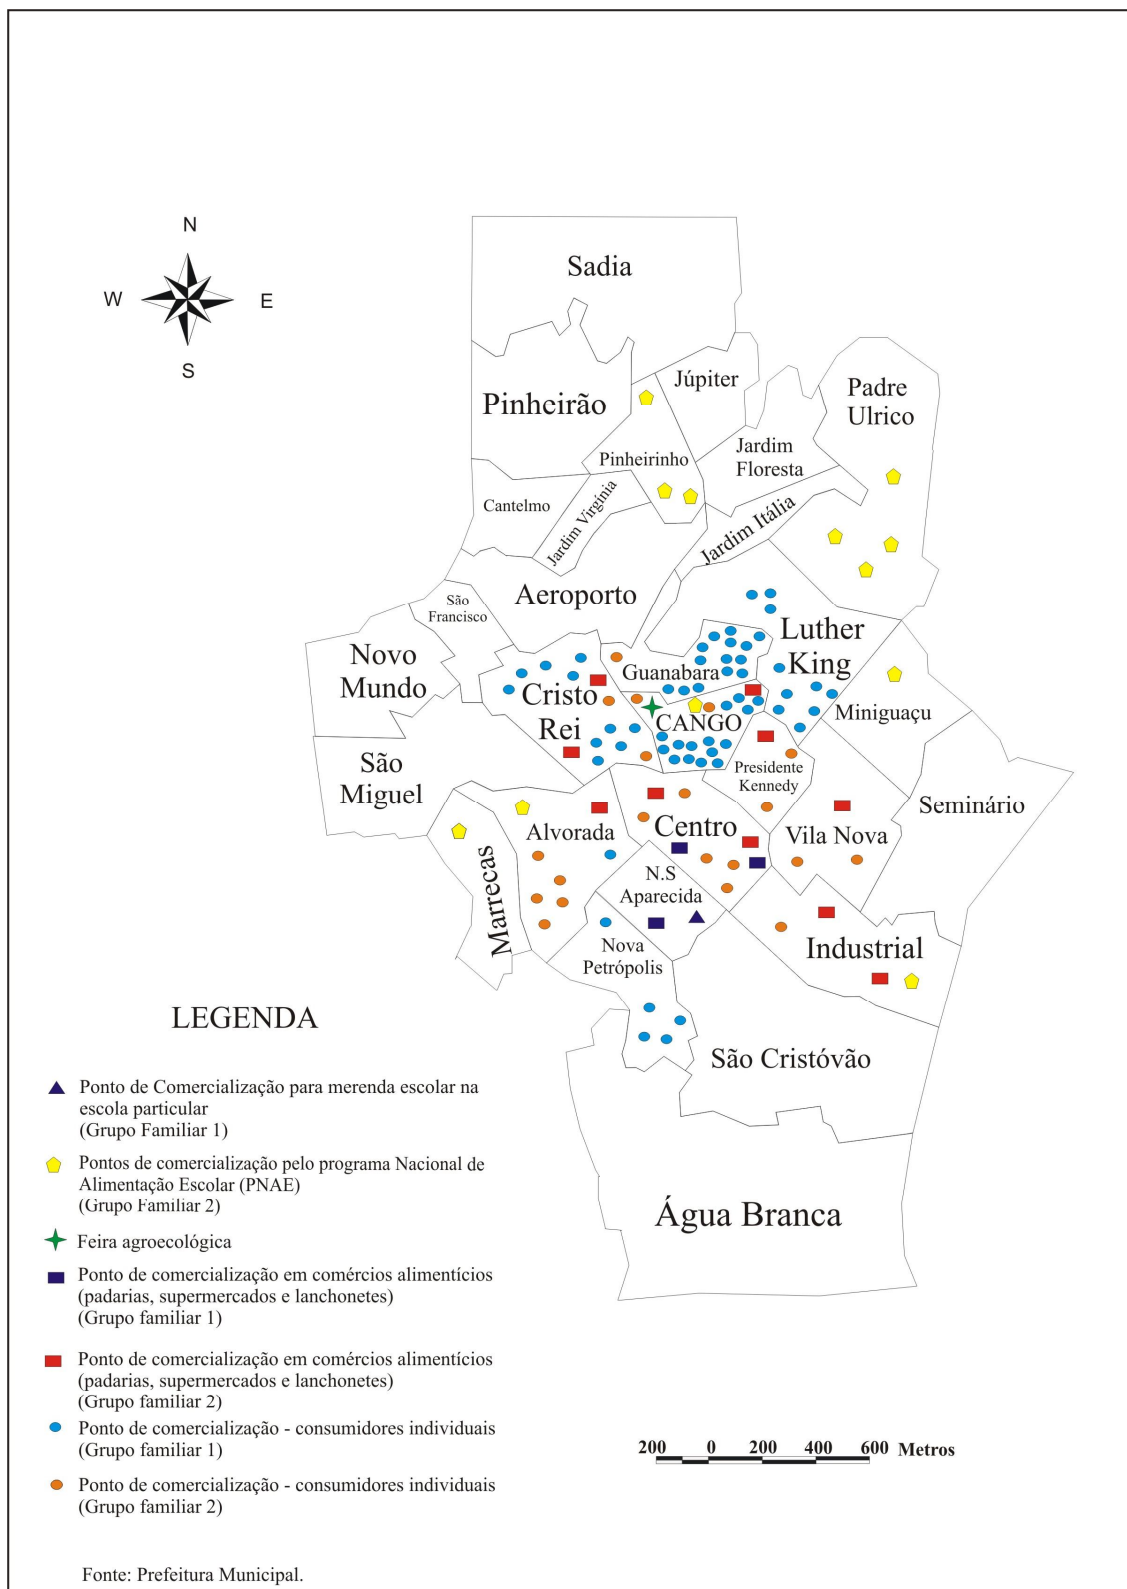 N
W
E
S
Sadia
Júpiter
Pinheirão
Padre
Ulrico
Jardim
Floresta
Pinheirinho
Cantelmo
Jardim Virgínia
Jardim Itália
Aeroporto
São
Francisco
Luther
King
Novo
Mundo
Guanabara
Cristo
Rei
CANGO
Miniguaçu
São
Miguel
Presidente
Kennedy
Seminário
Alvorada
Centro
Vila Nova
Marrecas
N.S
Aparecida
Nova
Petrópolis
Industrial
São Cristóvão
Água Branca
LEGENDA
Ponto de Comercialização para merenda escolar na
escola particular
(Grupo Familiar 1)
Pontos de comercialização pelo programa Nacional de
Alimentação Escolar (PNAE)
(Grupo Familiar 2)
Feira agroecológica
Ponto de comercialização em comércios alimentícios
(padarias, supermercados e lanchonetes)
(Grupo familiar 1)
Ponto de comercialização em comércios alimentícios
(padarias, supermercados e lanchonetes)
(Grupo familiar 2)
Ponto de comercialização - consumidores individuais
(Grupo familiar 1)
Ponto de comercialização - consumidores individuais
(Grupo familiar 2)
200 0 200 400 600 Metros
Fonte: Prefeitura Municipal.